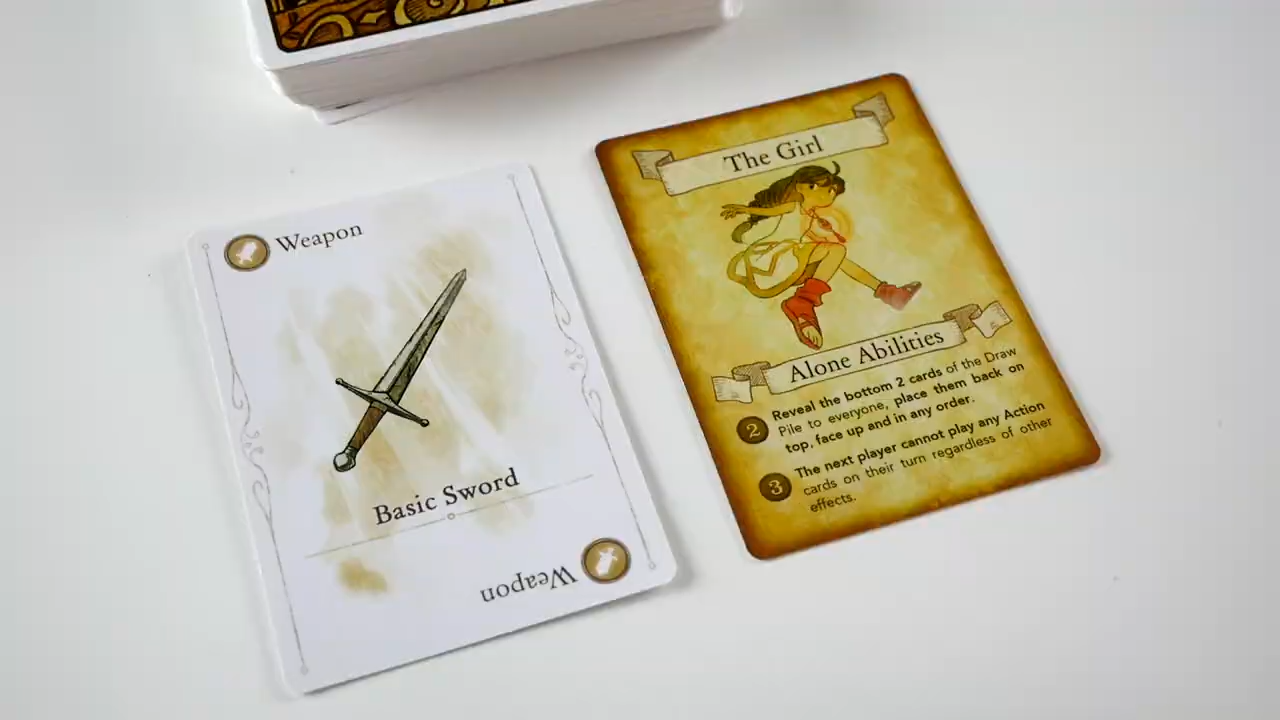 Weapon
Basic Sword
Weapon
The Girl
Alone Abilities
2 Reveal the bottom 2 cards of the Draw
Pile to everyone, place them back on
top, face up and in any order.
3 The next player cannot play any Action
cards on their turn regardless of other
effects.